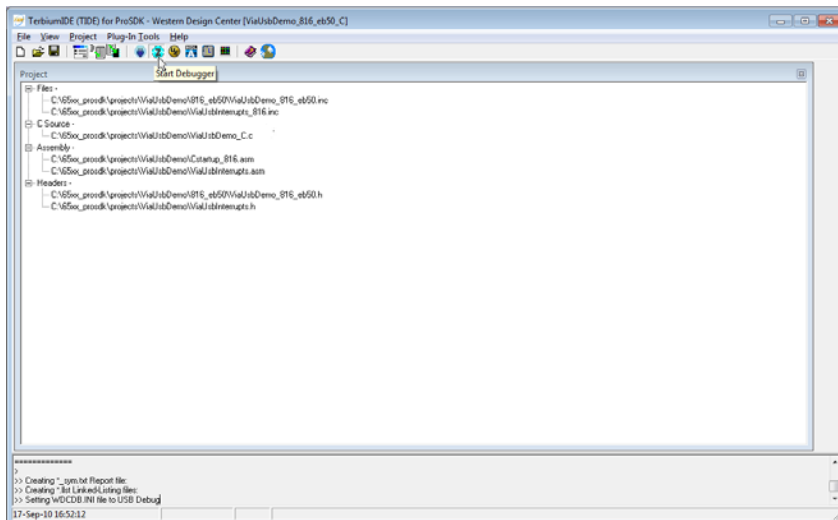 TerbiumIDE (TIDE) for ProSDK - Western Design Center [ViaUsbDemo_816_eb50_C]
File View Project Plug-In Tools Help
Start Debugger
Project
Files -
C:\65xx_prosdk\projects\ViaUsbDemo\816_eb50\ViaUsbDemo_816_eb50.inc
C:\65xx_prosdk\projects\ViaUsbDemo\ViaUsbInterrupts_816.inc
C Source -
C:\65xx_prosdk\projects\ViaUsbDemo\ViaUsbDemo_C.c
Assembly -
C:\65xx_prosdk\projects\ViaUsbDemo\Cstartup_816.asm
C:\65xx_prosdk\projects\ViaUsbDemo\ViaUsbInterrupts.asm
Headers -
C:\65xx_prosdk\projects\ViaUsbDemo\816_eb50\ViaUsbDemo_816_eb50.h
C:\65xx_prosdk\projects\ViaUsbDemo\ViaUsbInterrupts.h
=============
>
>> Creating *_sym.txt Report file:
>> Creating *.list Linked-Listing files:
>> Setting WDCDB.INI file to USB Debug
17-Sep-10 16:52:12